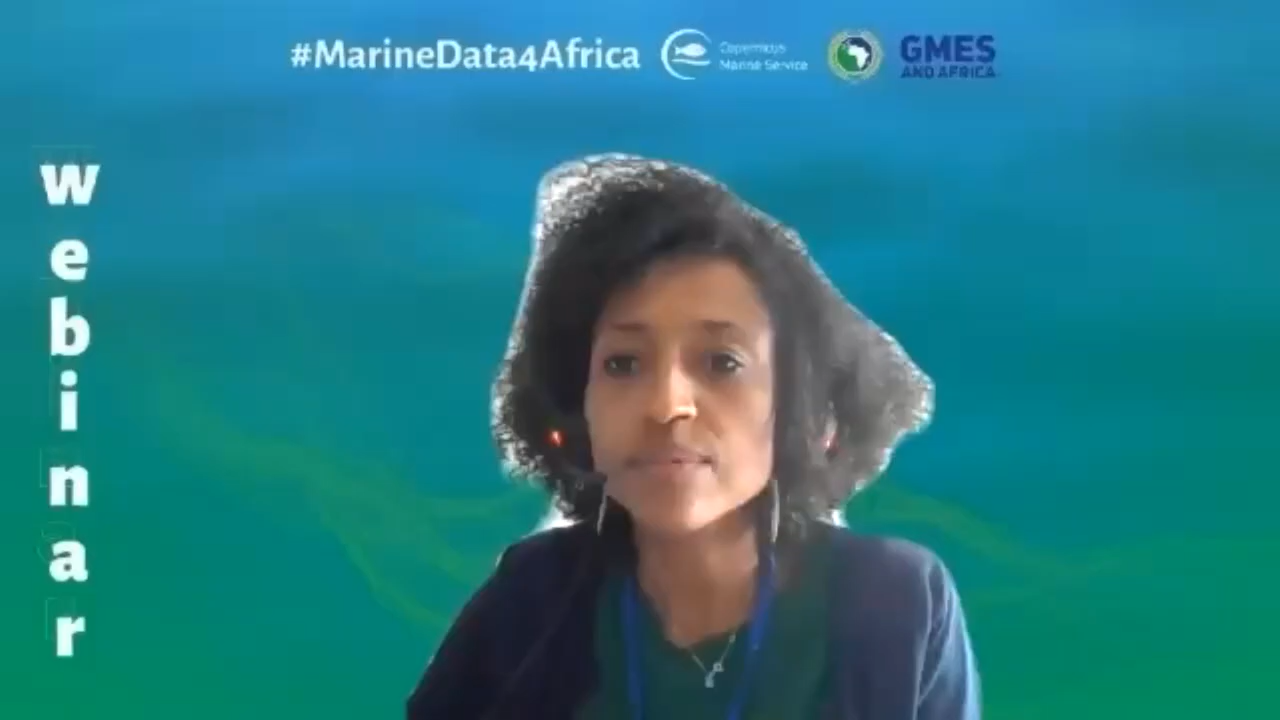 #MarineData4Africa
Copernicus
Marine Service
GMES
AND AFRICA
webinar